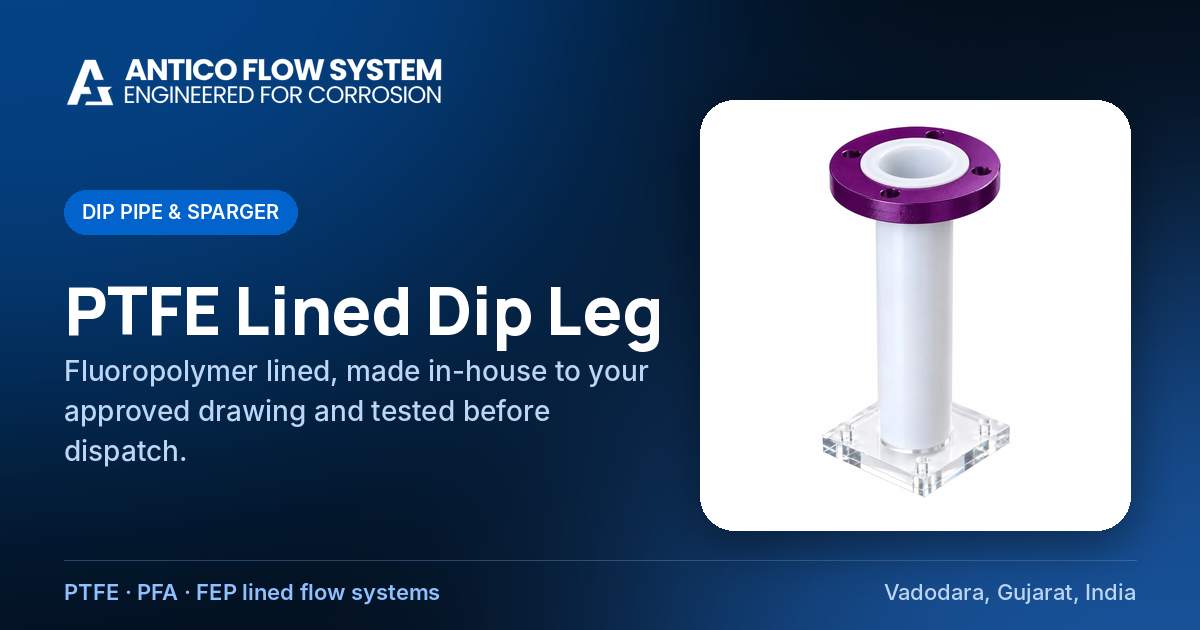 ANTICO FLOW SYSTEM
ENGINEERED FOR CORROSION
DIP PIPE & SPARGER
PTFE Lined Dip Leg
Fluoropolymer lined, made in-house to your
approved drawing and tested before
dispatch.
PTFE · PFA · FEP lined flow systems
Vadodara, Gujarat, India